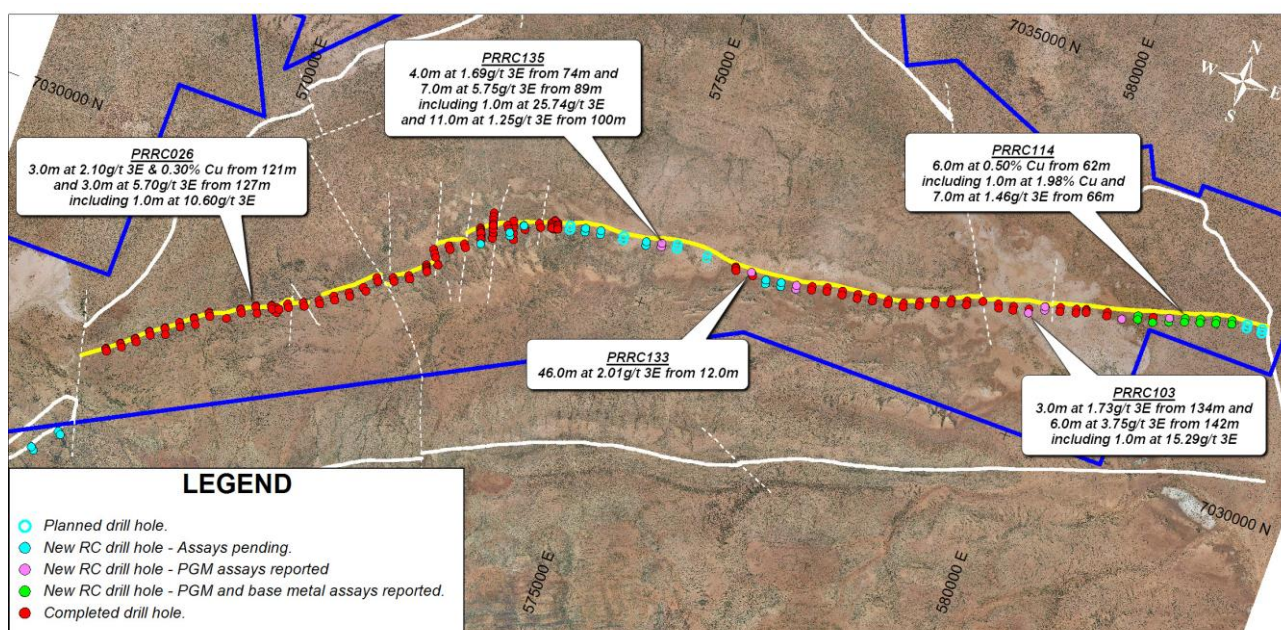 7030000 N
570000 E
575000 E
7035000 N
580000 E
N
W
E
S
PRRC135
4.0m at 1.69g/t 3E from 74m and
7.0m at 5.75g/t 3E from 89m
including 1.0m at 25.74g/t 3E
and 11.0m at 1.25g/t 3E from 100m
PRRC026
3.0m at 2.10g/t 3E & 0.30% Cu from 121m
and 3.0m at 5.70g/t 3E from 127m
including 1.0m at 10.60g/t 3E
PRRC114
6.0m at 0.50% Cu from 62m
including 1.0m at 1.98% Cu and
7.0m at 1.46g/t 3E from 66m
PRRC133
46.0m at 2.01g/t 3E from 12.0m
PRRC103
3.0m at 1.73g/t 3E from 134m and
6.0m at 3.75g/t 3E from 142m
including 1.0m at 15.29g/t 3E
LEGEND
Planned drill hole.
New RC drill hole - Assays pending.
New RC drill hole - PGM assays reported
New RC drill hole - PGM and base metal assays reported.
Completed drill hole.
575000 E
580000 E
7030000 N